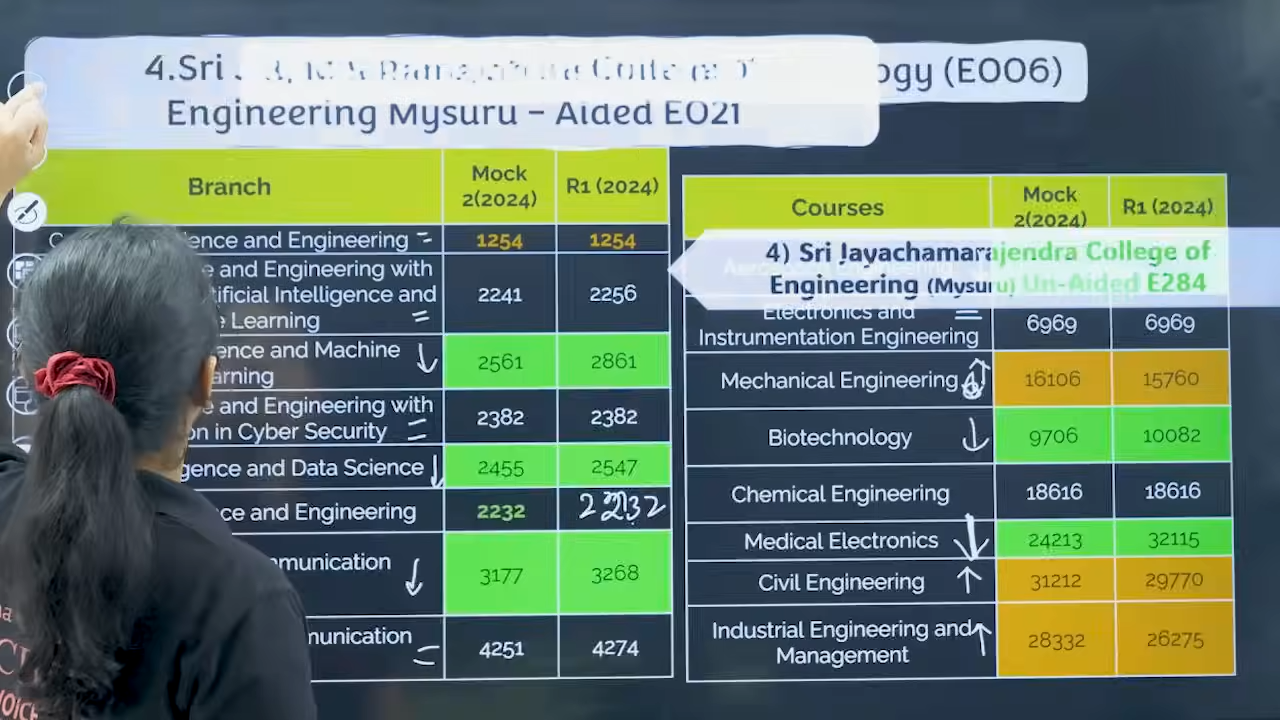 4.Sri
ogy (E006)
Engineering Mysuru – Aided E021
Branch
Mock
2(2024)
R1 (2024)
ence and Engineering =
1254
1254
e and Engineering with
tificial Intelligence and
e Learning =
2241
2256
ence and Machine
arning ↓
2561
2861
e and Engineering with
on in Cyber Security =
2382
2382
gence and Data Science ↓
2455
2547
ce and Engineering
2232
mmunication ↓
3177
3268
munication =
4251
4274
Courses
Mock
2(2024)
R1 (2024)
4) Sri Jayachamarajendra College of
Engineering (Mysuru) Un-Aided E284
Electronics and =
Instrumentation Engineering
6969
6969
Mechanical Engineering ↑
16106
15760
Biotechnology ↓
9706
10082
Chemical Engineering
18616
18616
Medical Electronics ↓
24213
32115
Civil Engineering ↑
31212
29770
Industrial Engineering and ↑
Management
28332
26275